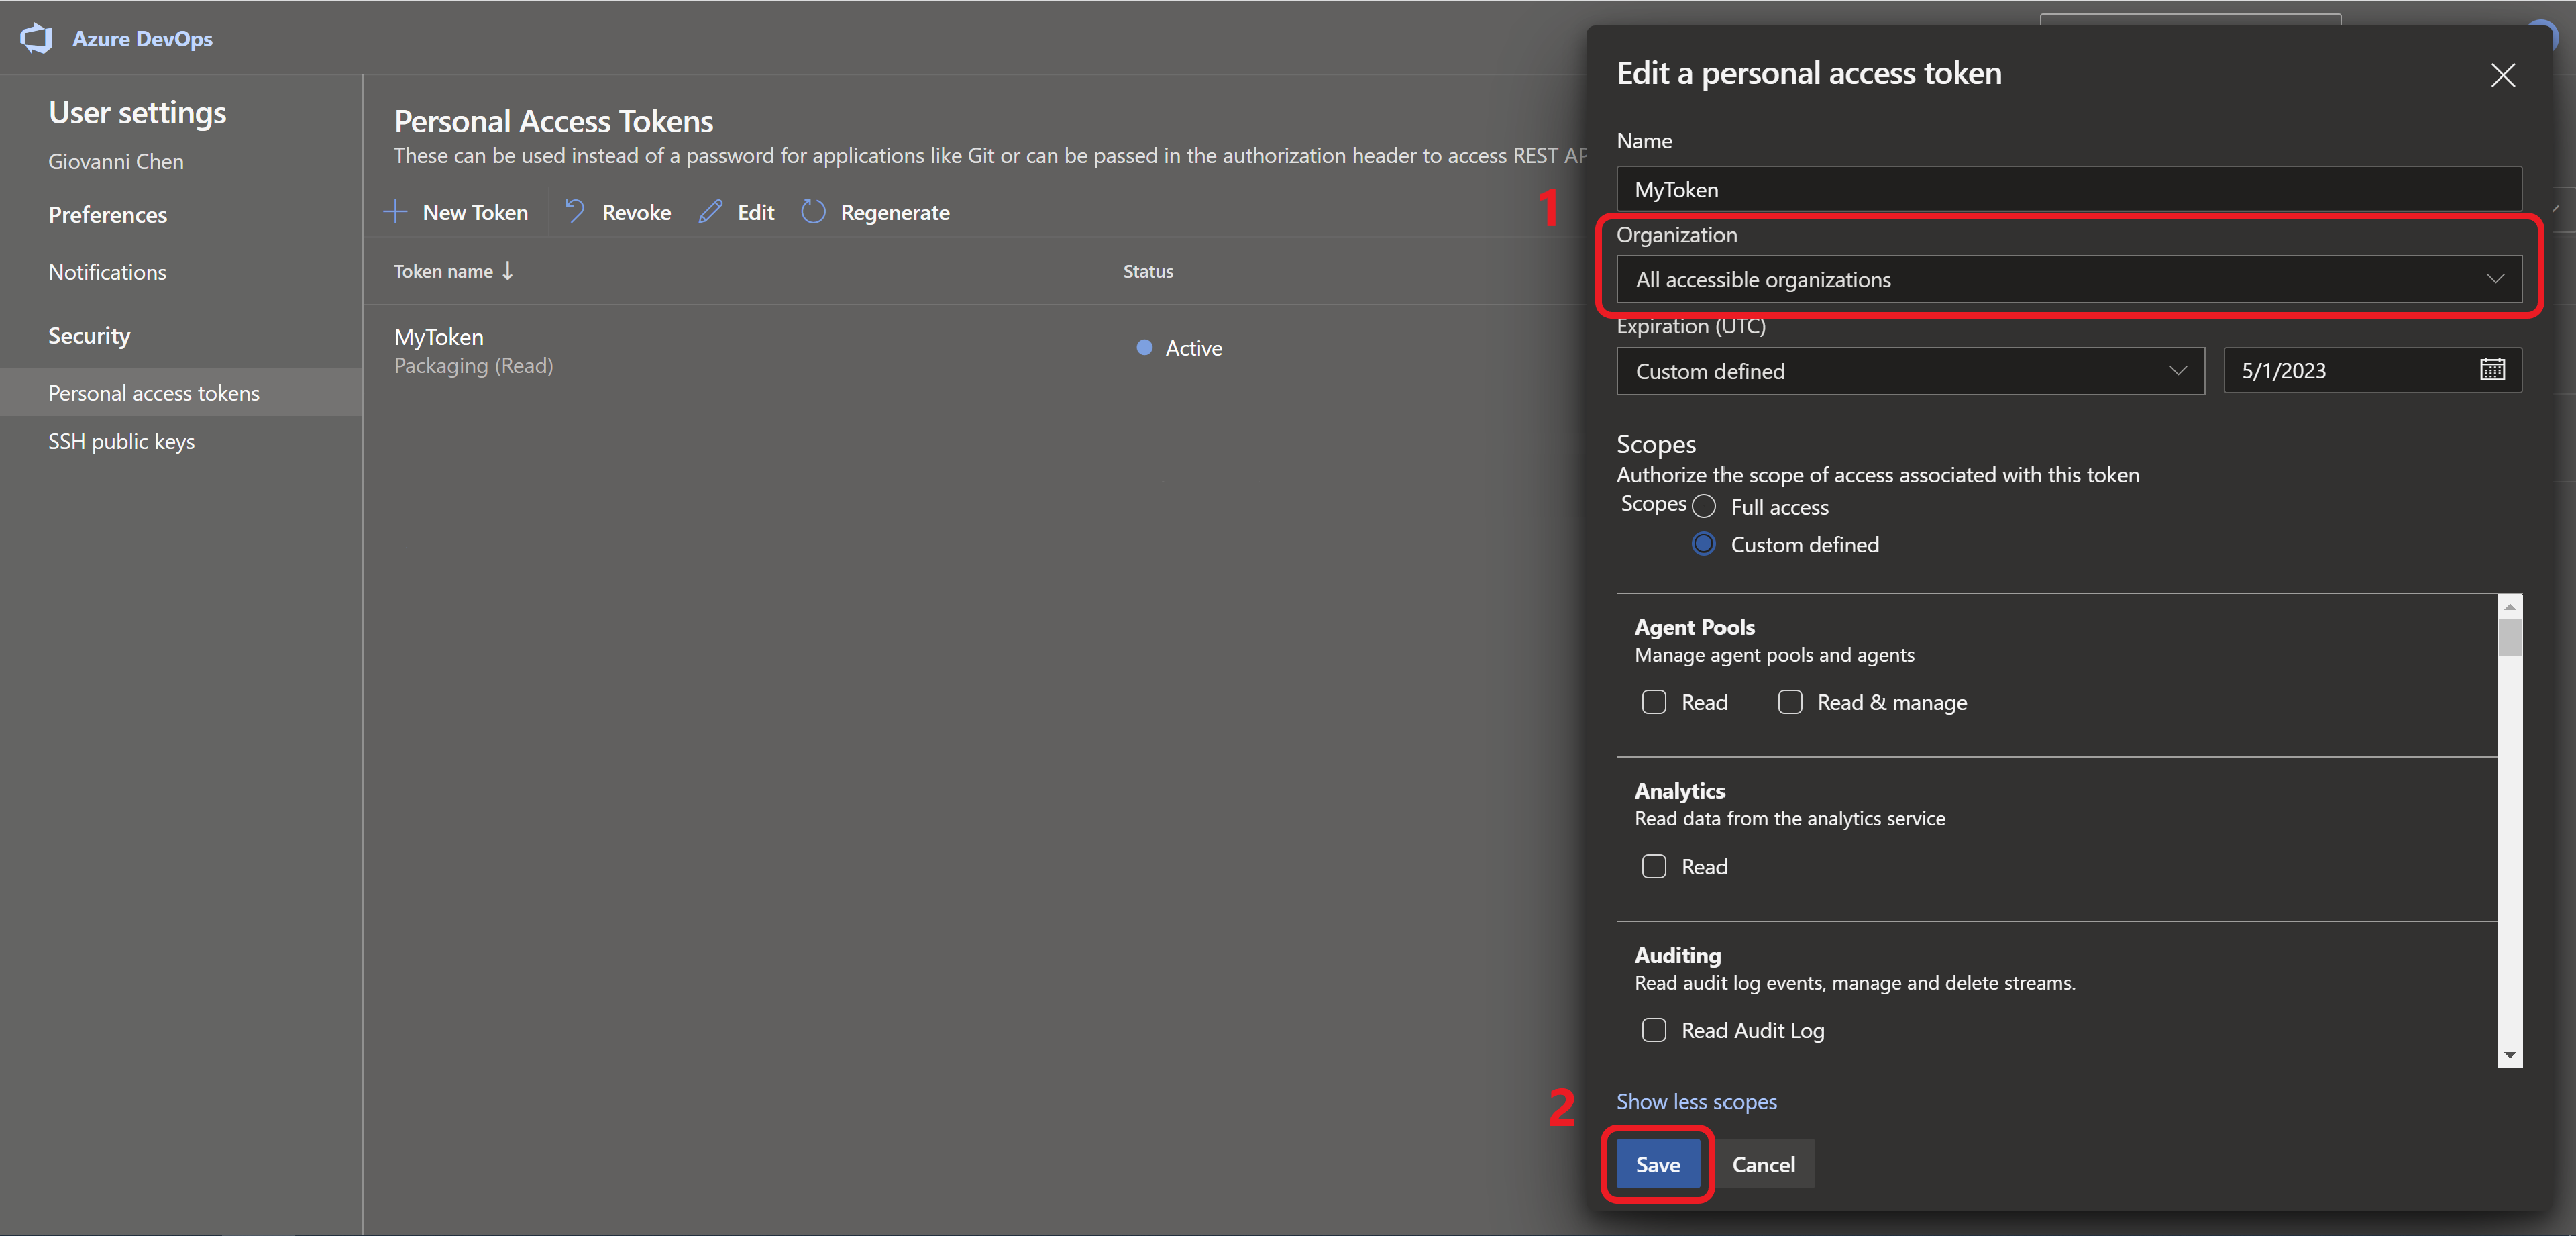 Azure DevOps
User settings
Giovanni Chen
Preferences
Notifications
Security
Personal access tokens
SSH public keys
Personal Access Tokens
These can be used instead of a password for applications like Git or can be passed in the authorization header to access REST AP
New Token Revoke Edit Regenerate
Token name Status
MyToken Active
Packaging (Read)
Edit a personal access token
Name
MyToken
1
Organization
All accessible organizations
Expiration (UTC)
Custom defined 5/1/2023
Scopes
Authorize the scope of access associated with this token
Scopes Full access
Custom defined
Agent Pools
Manage agent pools and agents
Read Read & manage
Analytics
Read data from the analytics service
Read
Auditing
Read audit log events, manage and delete streams.
Read Audit Log
2
Show less scopes
Save Cancel